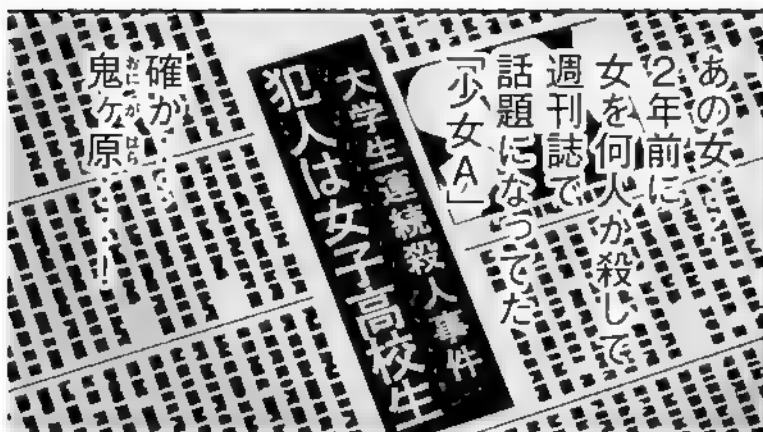 あの女…
2年前に
女を何人か殺して
週刊誌で
話題になってた
「少女A」
大学生連続殺人事件
犯人は女子高校生
確か…
鬼ヶ原…！